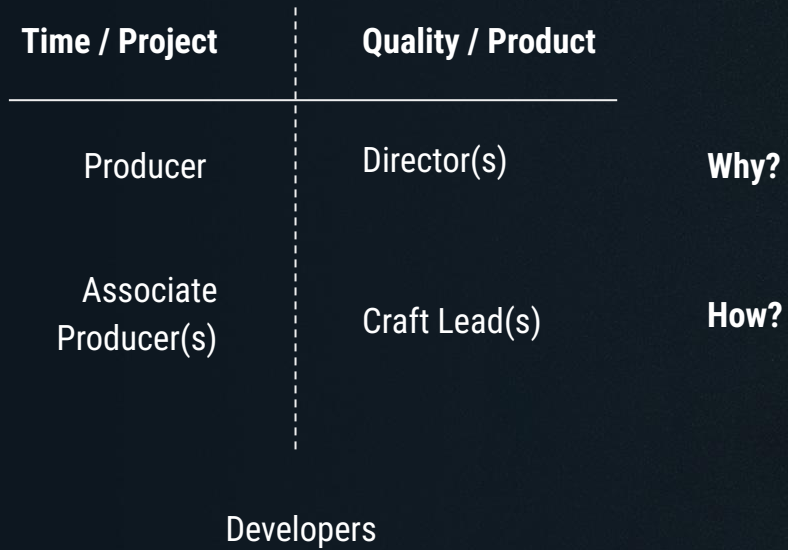 Time / Project
Quality / Product
Producer
Director(s)
Why?
Associate
Producer(s)
Craft Lead(s)
How?
Developers